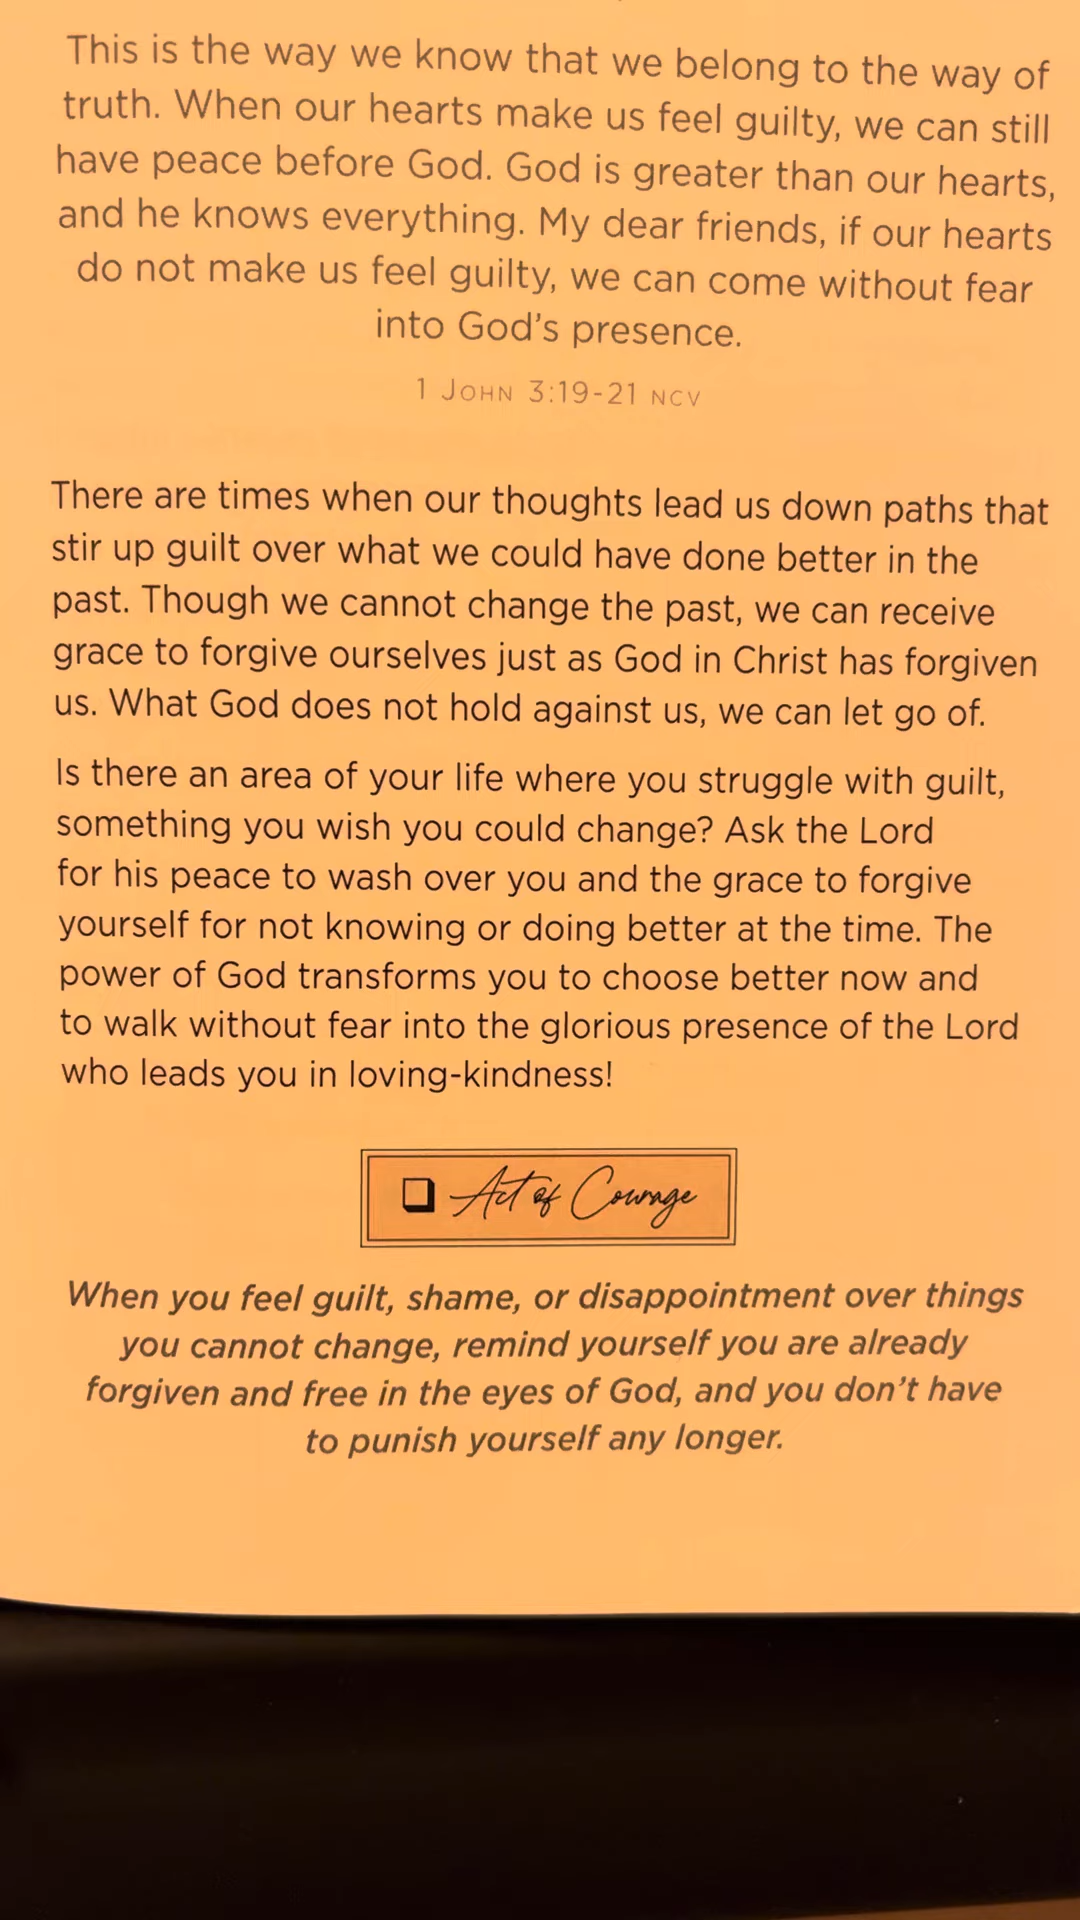 This is the way we know that we belong to the way of
truth. When our hearts make us feel guilty, we can still
have peace before God. God is greater than our hearts,
and he knows everything. My dear friends, if our hearts
do not make us feel guilty, we can come without fear
into God's presence.
1 John 3:19-21 NCV
There are times when our thoughts lead us down paths that
stir up guilt over what we could have done better in the
past. Though we cannot change the past, we can receive
grace to forgive ourselves just as God in Christ has forgiven
us. What God does not hold against us, we can let go of.
Is there an area of your life where you struggle with guilt,
something you wish you could change? Ask the Lord
for his peace to wash over you and the grace to forgive
yourself for not knowing or doing better at the time. The
power of God transforms you to choose better now and
to walk without fear into the glorious presence of the Lord
who leads you in loving-kindness!
Act of Courage
When you feel guilt, shame, or disappointment over things
you cannot change, remind yourself you are already
forgiven and free in the eyes of God, and you don't have
to punish yourself any longer.